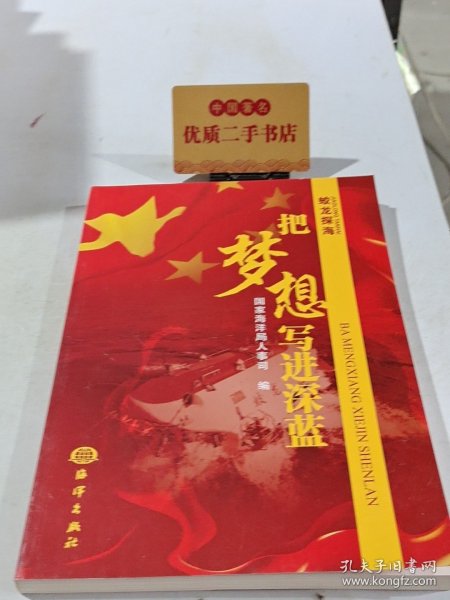 中国著名
优质二手书店
蛟龙探海
把梦想写进深蓝
BA MENGXIANG XIEJIN SHENLAN
国家海洋局人事司 编
海洋出版社
孔夫子旧书网
www.kongfz.com